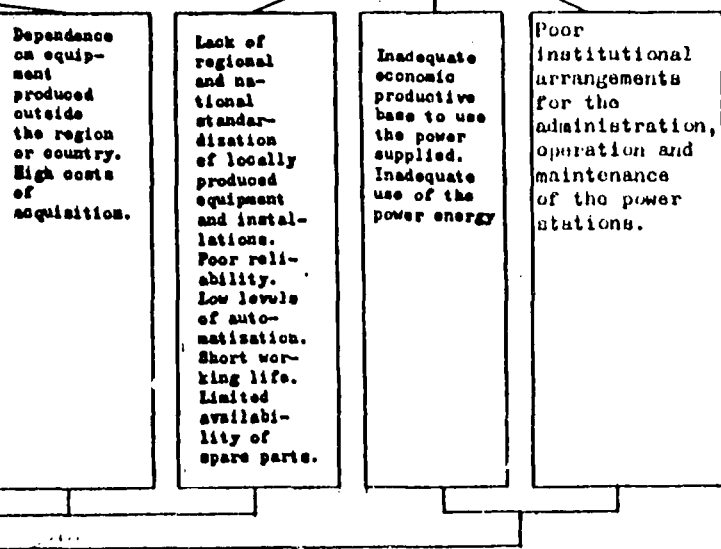 Dependence
on equip-
ment
produced
outside
the region
or country.
High costs
of
acquisition.
Lack of
regional
and na-
tional
standar-
dization
of locally
produced
equipment
and instal-
lations.
Poor reli-
ability.
Low levels
of auto-
matization.
Short wor-
king life.
Limited
availabi-
lity of
spare parts.
Inadequate
economic
productive
base to use
the power
supplied.
Inadequate
use of the
power energy
Poor
institutional
arrangements
for the
administration,
operation and
maintenance
of the power
stations.